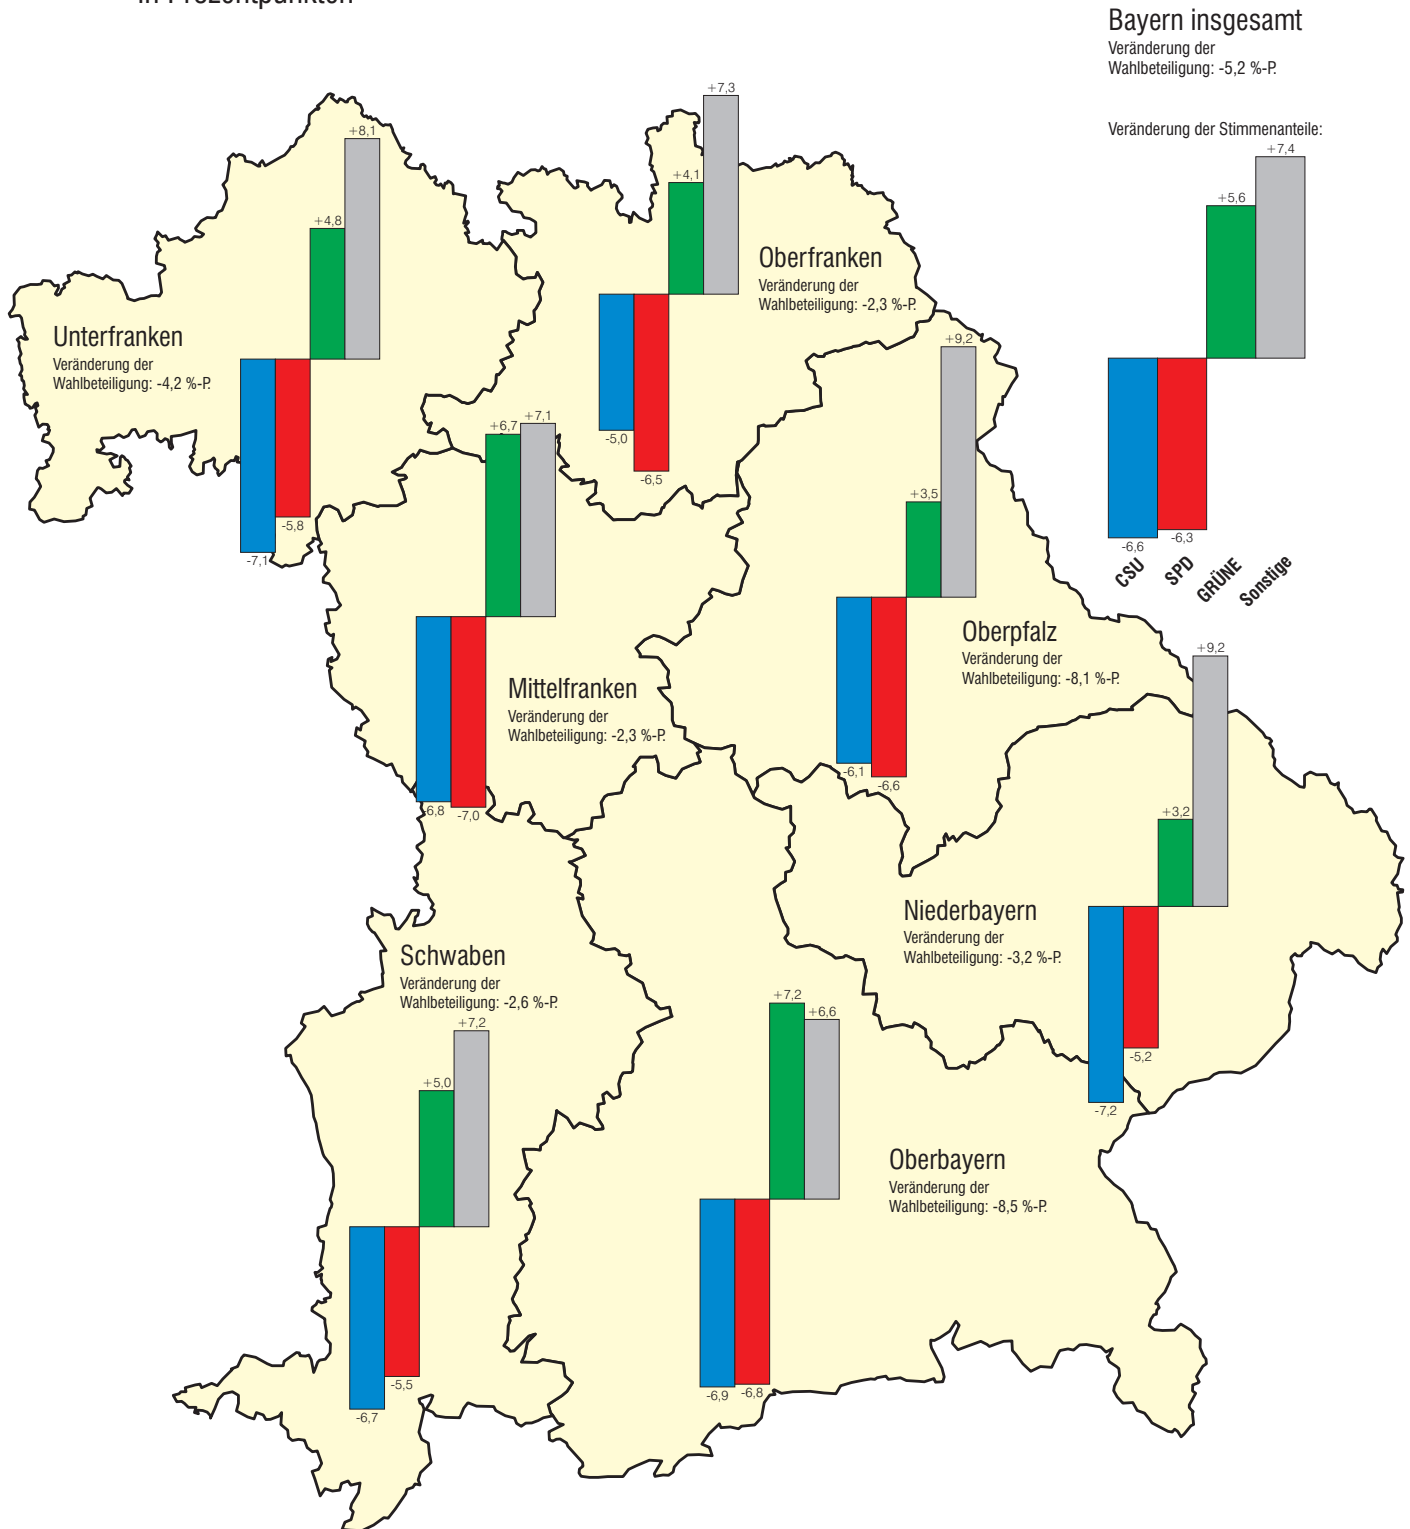 in Prozentpunkten
Bayern insgesamt
Veränderung der
Wahlbeteiligung: -5,2 %-P.
Veränderung der Stimmenanteile:
+7,4
+5,6
-6,6
-6,3
CSU
SPD
GRÜNE
Sonstige
+8,1
+4,8
Unterfranken
Veränderung der
Wahlbeteiligung: -4,2 %-P.
-5,8
-7,1
+7,3
+4,1
Oberfranken
Veränderung der
Wahlbeteiligung: -2,3 %-P.
-5,0
-6,5
+6,7
+7,1
Mittelfranken
Veränderung der
Wahlbeteiligung: -2,3 %-P.
-6,8
-7,0
+9,2
+3,5
Oberpfalz
Veränderung der
Wahlbeteiligung: -8,1 %-P.
-6,1
-6,6
+9,2
+3,2
Niederbayern
Veränderung der
Wahlbeteiligung: -3,2 %-P.
-5,2
-7,2
Schwaben
Veränderung der
Wahlbeteiligung: -2,6 %-P.
+7,2
+5,0
-5,5
-6,7
+7,2
+6,6
Oberbayern
Veränderung der
Wahlbeteiligung: -8,5 %-P.
-6,9
-6,8